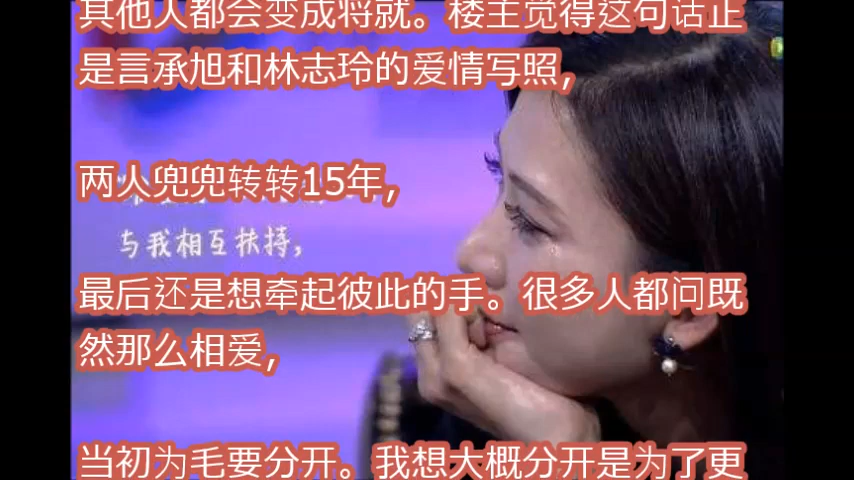 其他人都会变成将就。楼主觉得这句话正
是言承旭和林志玲的爱情写照，
两人兜兜转转15年，
与我相互扶持，
最后还是想牵起彼此的手。很多人都问既
然那么相爱，
当初为毛要分开。我想大概分开是为了更